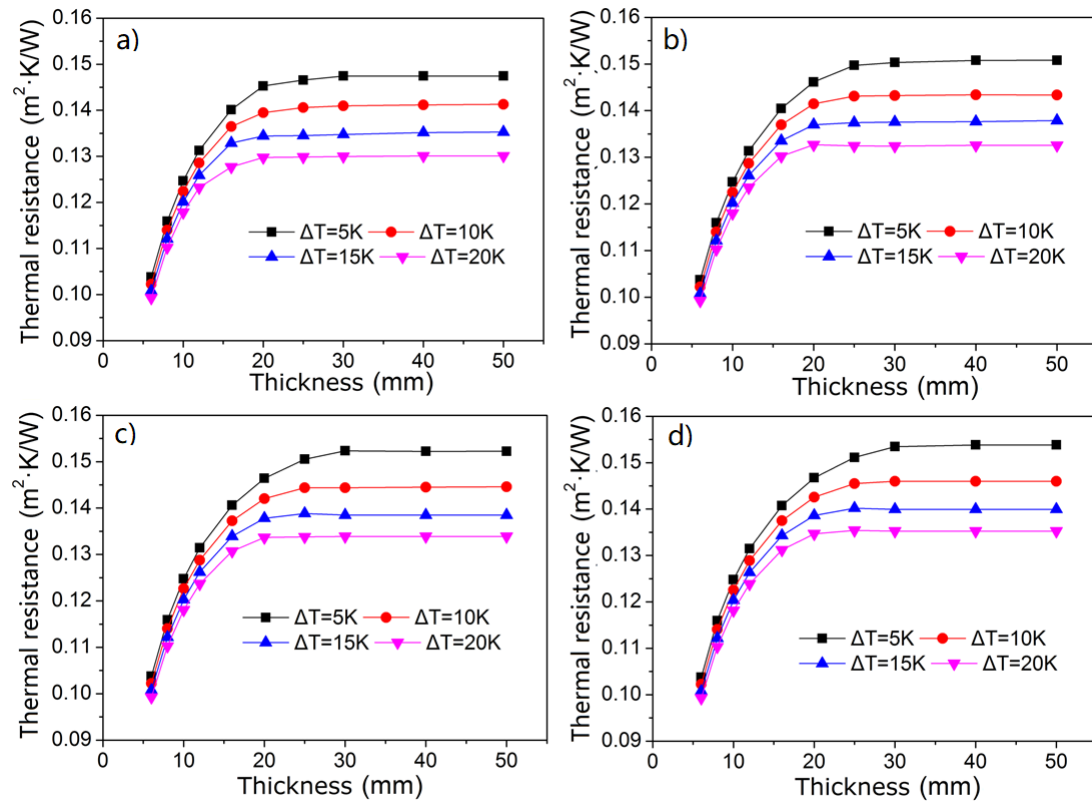 a)
Thermal resistance (m²·K/W)
0.16
0.15
0.14
0.13
0.12
0.11
0.10
0.09
ΔT=5K ΔT=10K
ΔT=15K ΔT=20K
0 10 20 30 40 50
Thickness (mm)
b)
Thermal resistance (m²·K/W)
0.16
0.15
0.14
0.13
0.12
0.11
0.10
0.09
ΔT=5K ΔT=10K
ΔT=15K ΔT=20K
0 10 20 30 40 50
Thickness (mm)
c)
Thermal resistance (m²·K/W)
0.16
0.15
0.14
0.13
0.12
0.11
0.10
0.09
ΔT=5K ΔT=10K
ΔT=15K ΔT=20K
0 10 20 30 40 50
Thickness (mm)
d)
Thermal resistance (m²·K/W)
0.16
0.15
0.14
0.13
0.12
0.11
0.10
0.09
ΔT=5K ΔT=10K
ΔT=15K ΔT=20K
0 10 20 30 40 50
Thickness (mm)